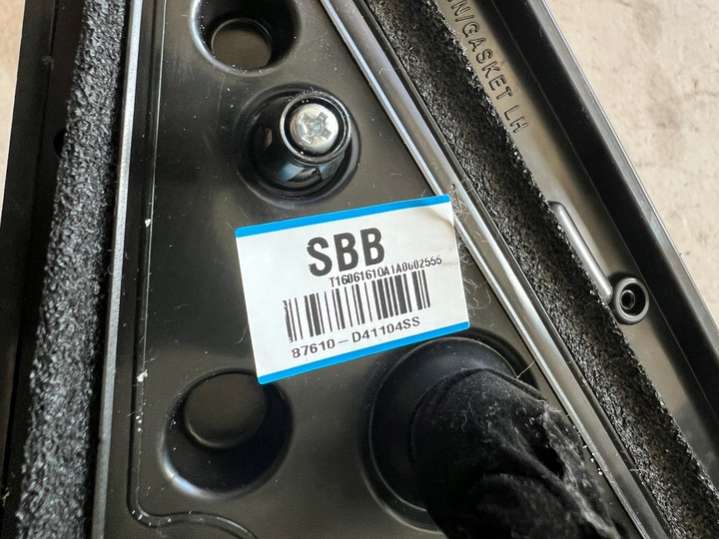 GASKET LH
SBB
T16061610A1A0602555
87610-D41104SS